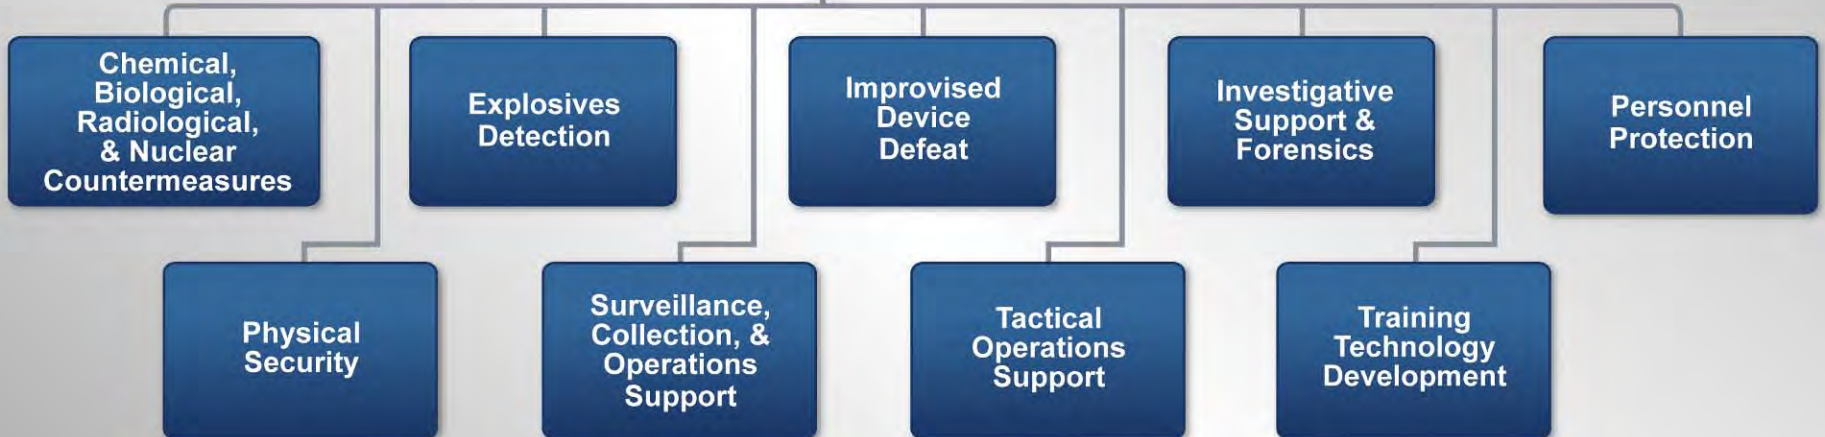 Chemical,
Biological,
Radiological,
& Nuclear
Countermeasures
Explosives
Detection
Improvised
Device
Defeat
Investigative
Support &
Forensics
Personnel
Protection
Physical
Security
Surveillance,
Collection, &
Operations
Support
Tactical
Operations
Support
Training
Technology
Development